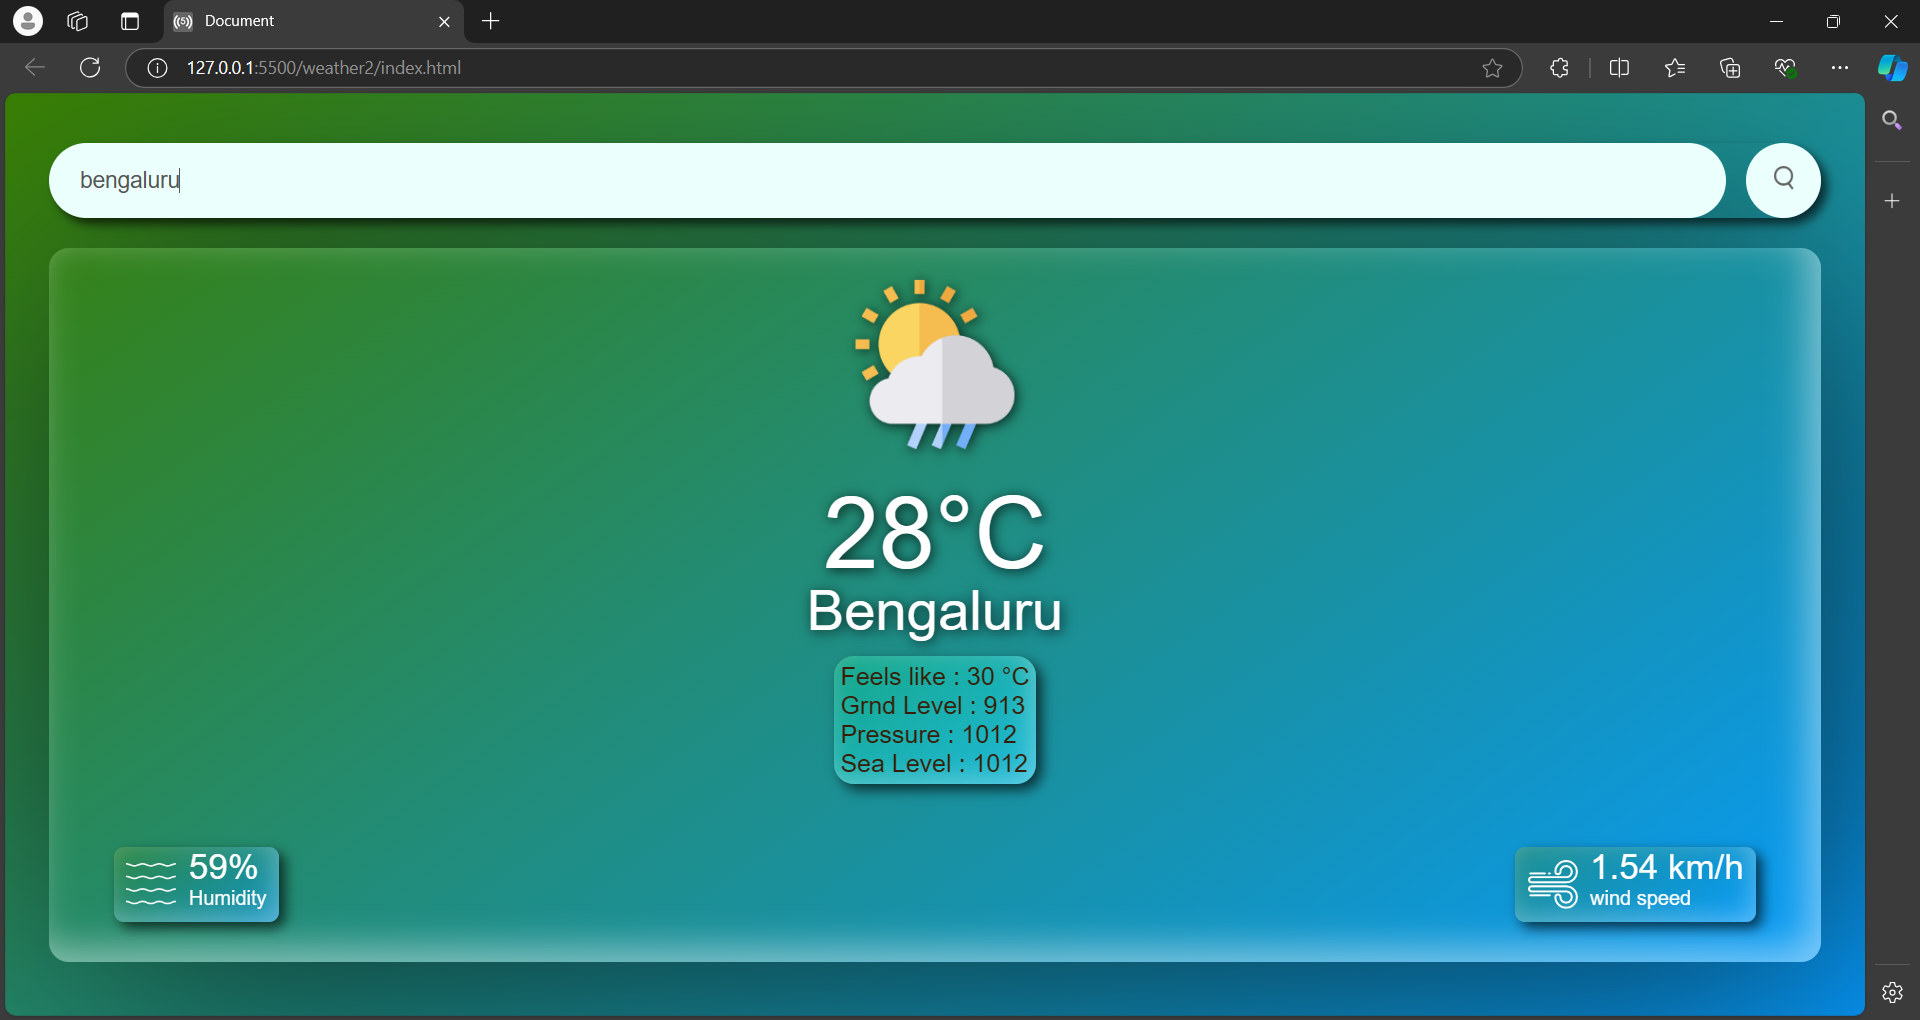 Document
127.0.0.1:5500/weather2/index.html
bengaluru
28°C
Bengaluru
Feels like : 30 °C
Grnd Level : 913
Pressure : 1012
Sea Level : 1012
59%
Humidity
1.54 km/h
wind speed